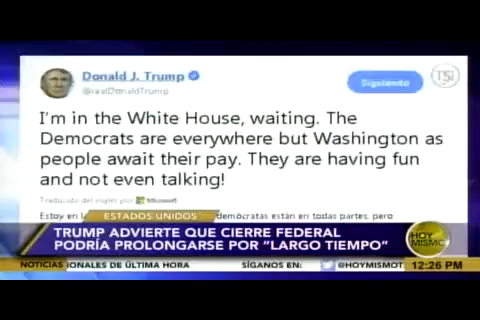 Donald J. Trump
@realDonaldTrump
Siguiendo
TSi
I'm in the White House, waiting. The
Democrats are everywhere but Washington as
people await their pay. They are having fun
and not even talking!
Traducido del inglés por Microsoft
Estoy en la demócratas están en todas partes, pero
ESTADOS UNIDOS
TRUMP ADVIERTE QUE CIERRE FEDERAL
PODRÍA PROLONGARSE POR "LARGO TIEMPO"
HOY
MISMO
NOTICIAS IONALES DE ÚLTIMA HORA SÍGANOS EN: @HOYMISMOT 12:26 PM